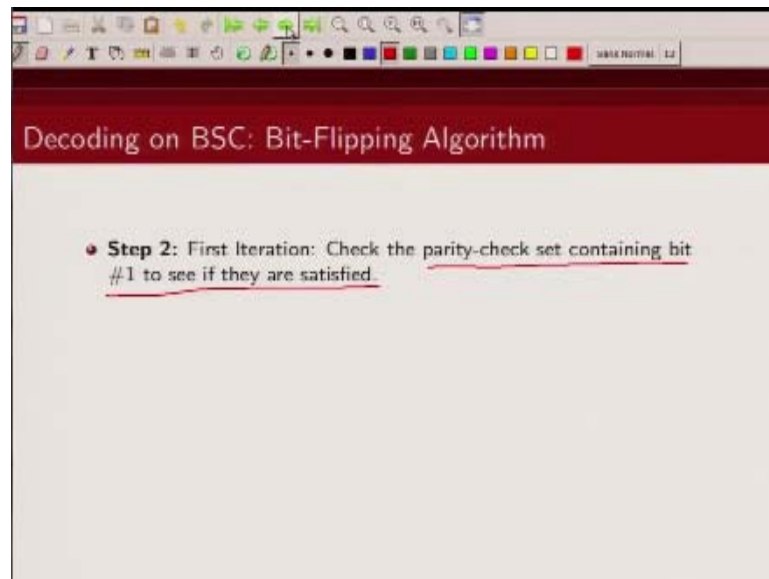 Decoding on BSC: Bit-Flipping Algorithm
Step 2: First Iteration: Check the parity-check set containing bit
#1 to see if they are satisfied.